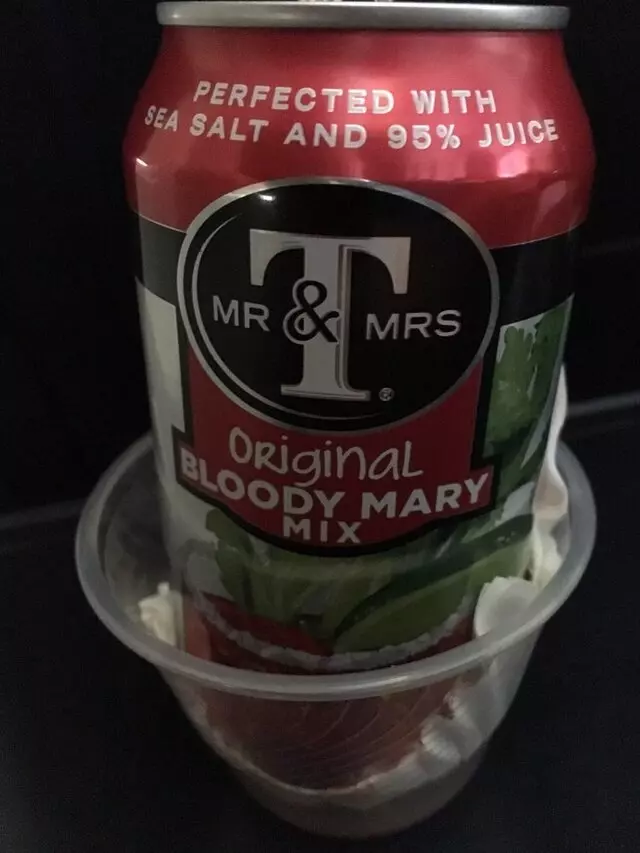 PERFECTED WITH
SEA SALT AND 95% JUICE
MR & T MRS
®
Original
BLOODY MARY
MIX